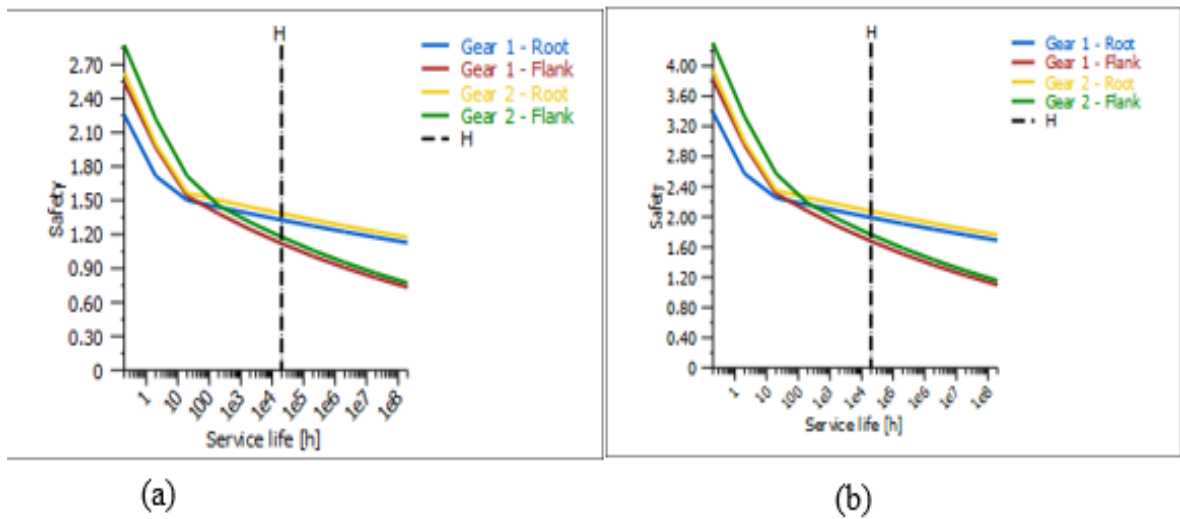 H
Gear 1 - Root
Gear 1 - Flank
Gear 2 - Root
Gear 2 - Flank
H
2.70
2.40
2.10
1.80
1.50
1.20
0.90
0.60
0.30
0
Safety
1
10
100
1e3
1e4
1e5
1e6
1e7
1e8
Service life [h]
(a)
H
Gear 1 - Root
Gear 1 - Flank
Gear 2 - Root
Gear 2 - Flank
H
4.00
3.60
3.20
2.80
2.40
2.00
1.60
1.20
0.80
0.40
0
Safety
1
10
100
1e3
1e4
1e5
1e6
1e7
1e8
Service life [h]
(b)